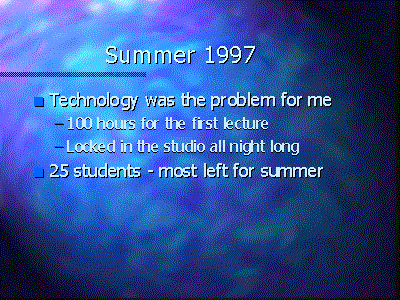 Summer 1997
Technology was the problem for me
– 100 hours for the first lecture
– Locked in the studio all night long
25 students - most left for summer